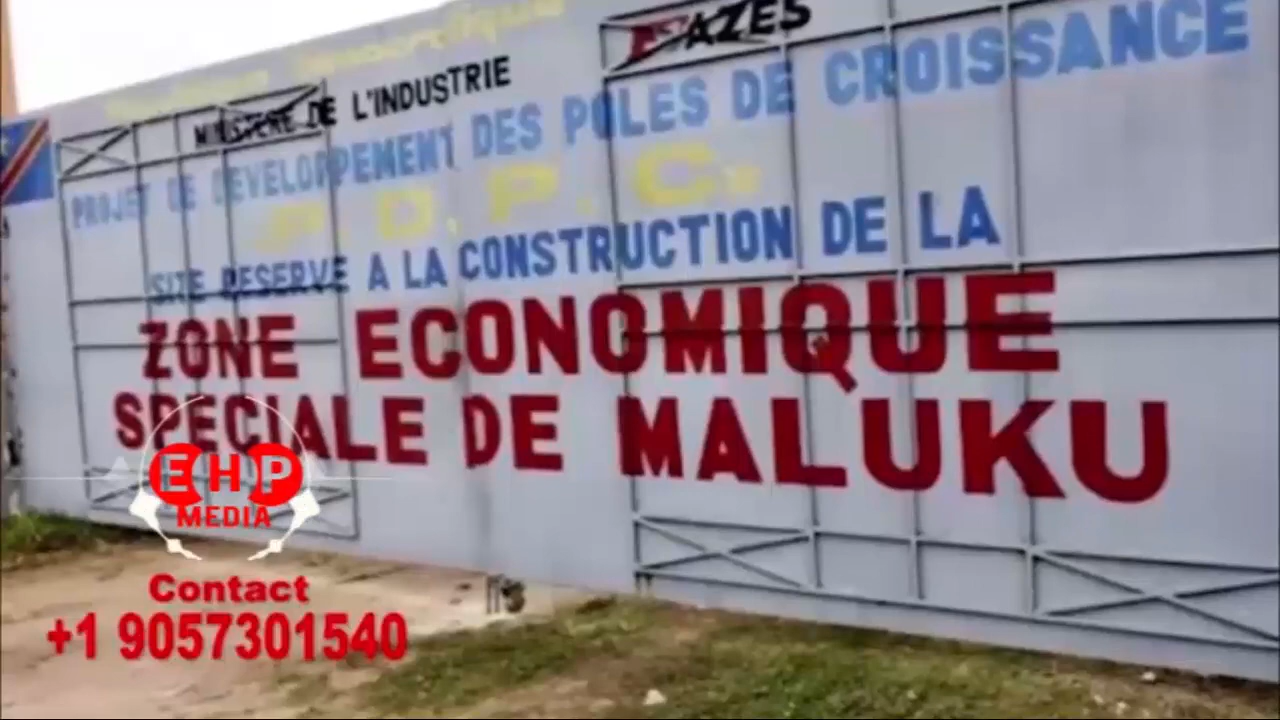 AZES
MINISTERE DE L'INDUSTRIE
PROJET DE DEVELOPPEMENT DES POLES DE CROISSANCE
P.D.P.C.
SITE RESERVE A LA CONSTRUCTION DE LA
ZONE ECONOMIQUE
SPECIALE DE MALUKU
EHP
MEDIA
Contact
+1 9057301540